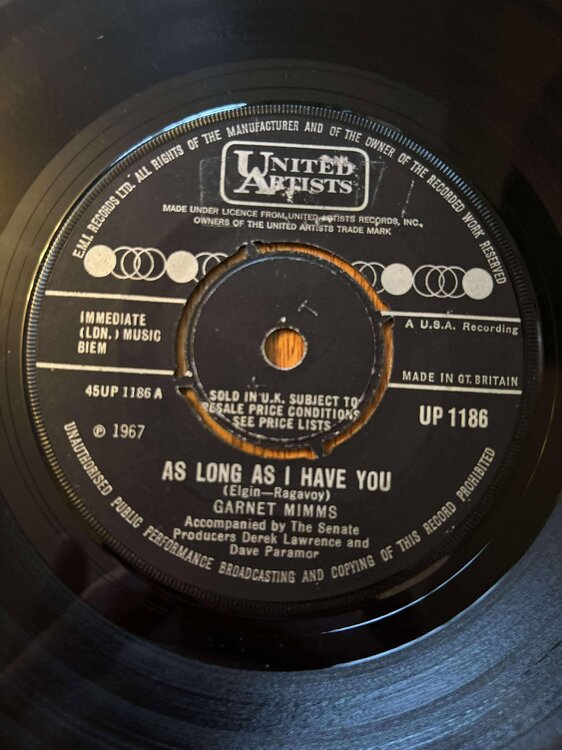 E.M.I. RECORDS LTD. ALL RIGHTS OF THE MANUFACTURER AND OF THE OWNER OF THE RECORDED WORK RESERVED
UNITED
ARTISTS
MADE UNDER LICENCE FROM UNITED ARTISTS RECORDS, INC.,
OWNERS OF THE UNITED ARTISTS TRADE MARK
IMMEDIATE
(LDN.) MUSIC
BIEM
A U.S.A. Recording
MADE IN GT. BRITAIN
45UP 1186 A
℗ 1967
SOLD IN U.K. SUBJECT TO
RESALE PRICE CONDITIONS
SEE PRICE LISTS
UP 1186
AS LONG AS I HAVE YOU
(Elgin—Ragavoy)
GARNET MIMMS
Accompanied by The Senate
Producers Derek Lawrence and
Dave Paramor
UNAUTHORISED PUBLIC PERFORMANCE BROADCASTING AND COPYING OF THIS RECORD PROHIBITED